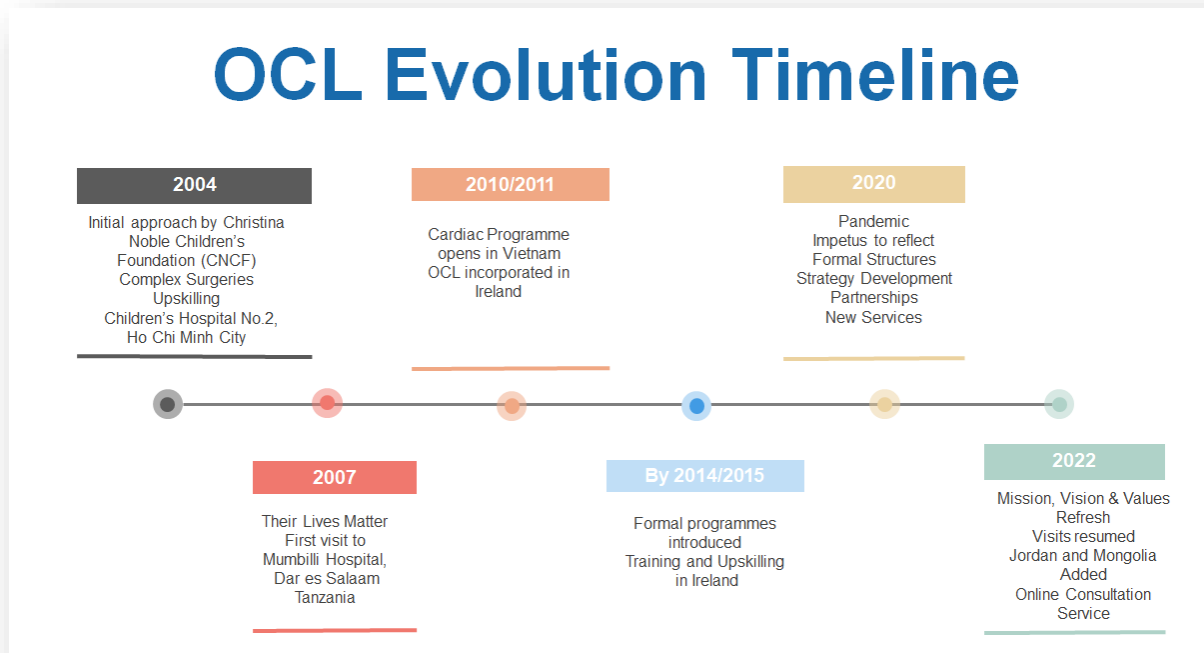 OCL Evolution Timeline
2004
Initial approach by Christina
Noble Children's
Foundation (CNCF)
Complex Surgeries
Upskilling
Children's Hospital No.2,
Ho Chi Minh City
2007
Their Lives Matter
First visit to
Mumbilli Hospital,
Dar es Salaam
Tanzania
2010/2011
Cardiac Programme
opens in Vietnam
OCL incorporated in
Ireland
By 2014/2015
Formal programmes
introduced
Training and Upskilling
in Ireland
2020
Pandemic
Impetus to reflect
Formal Structures
Strategy Development
Partnerships
New Services
2022
Mission, Vision & Values
Refresh
Visits resumed
Jordan and Mongolia
Added
Online Consultation
Service